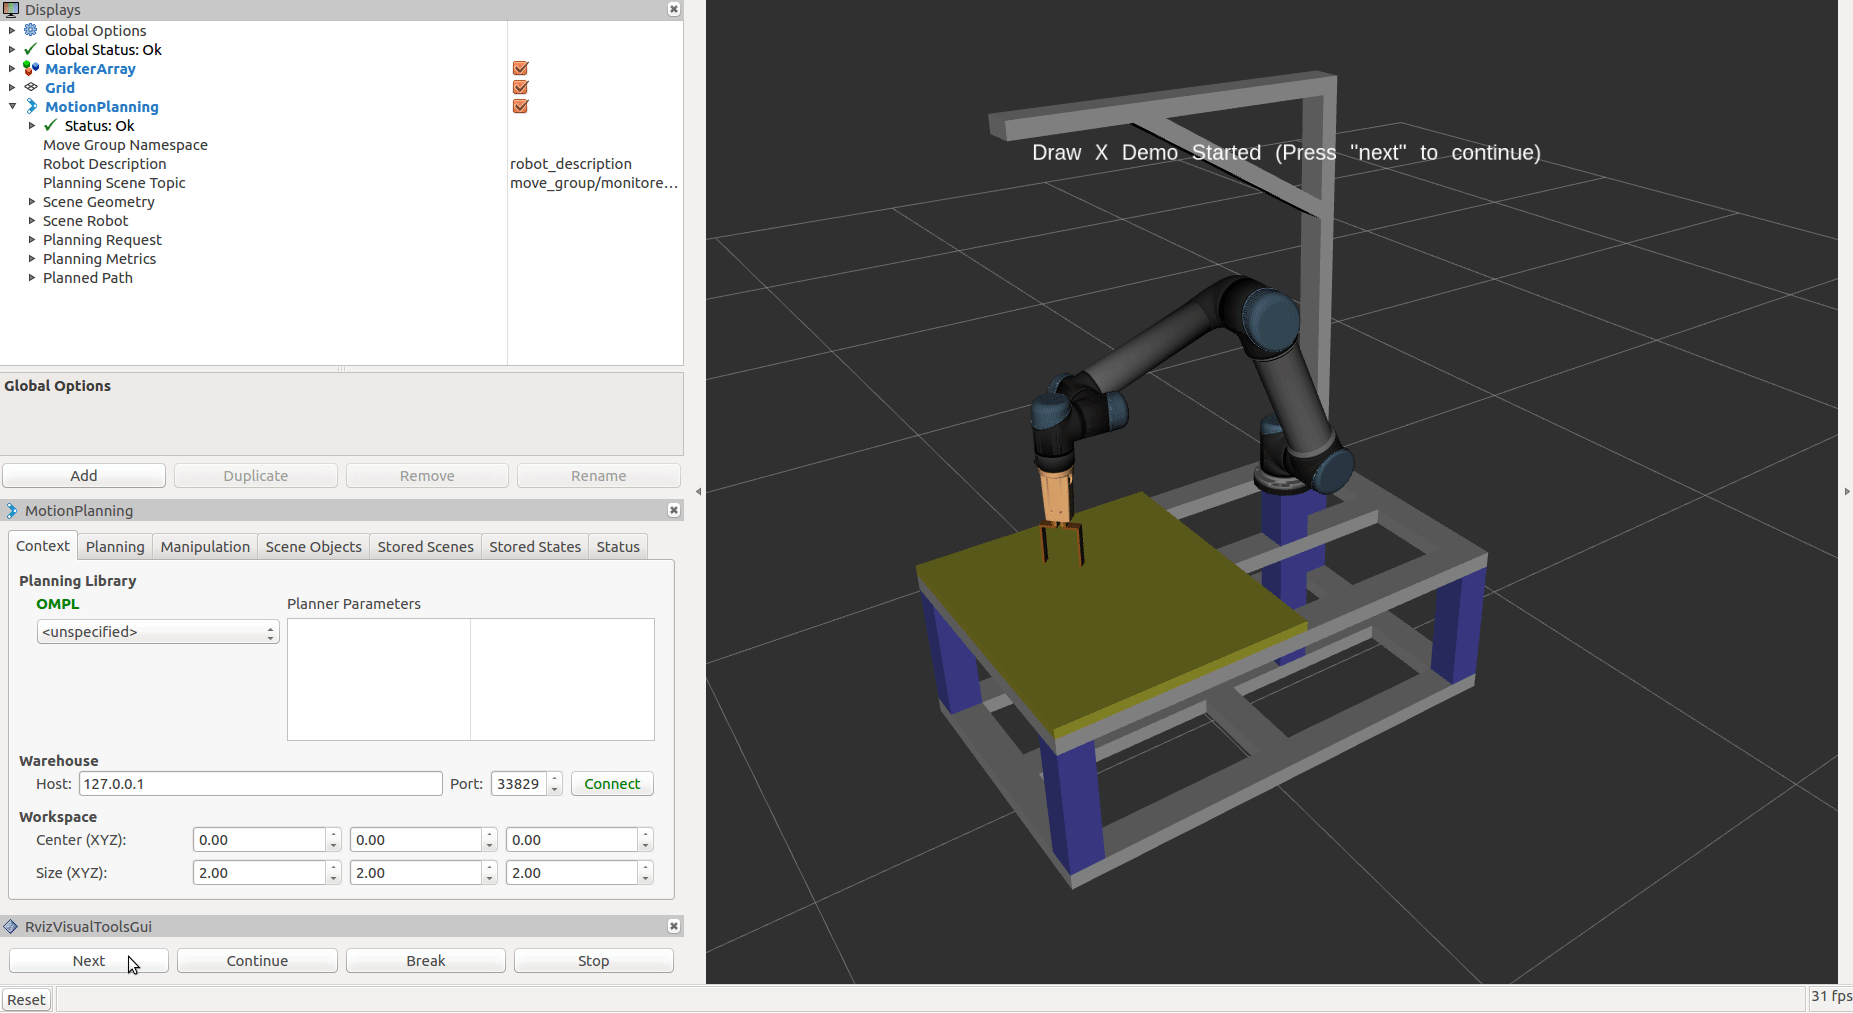 Displays
Global Options
Global Status: Ok
MarkerArray
Grid
MotionPlanning
Status: Ok
Move Group Namespace
Robot Description robot_description
Planning Scene Topic move_group/monitore...
Scene Geometry
Scene Robot
Planning Request
Planning Metrics
Planned Path
Global Options
Add Duplicate Remove Rename
MotionPlanning
Context Planning Manipulation Scene Objects Stored Scenes Stored States Status
Planning Library
OMPL Planner Parameters
<unspecified>
Warehouse
Host: 127.0.0.1 Port: 33829 Connect
Workspace
Center (XYZ): 0.00 0.00 0.00
Size (XYZ): 2.00 2.00 2.00
RvizVisualToolsGui
Next Continue Break Stop
Reset
Draw X Demo Started (Press "next" to continue)
31 fps